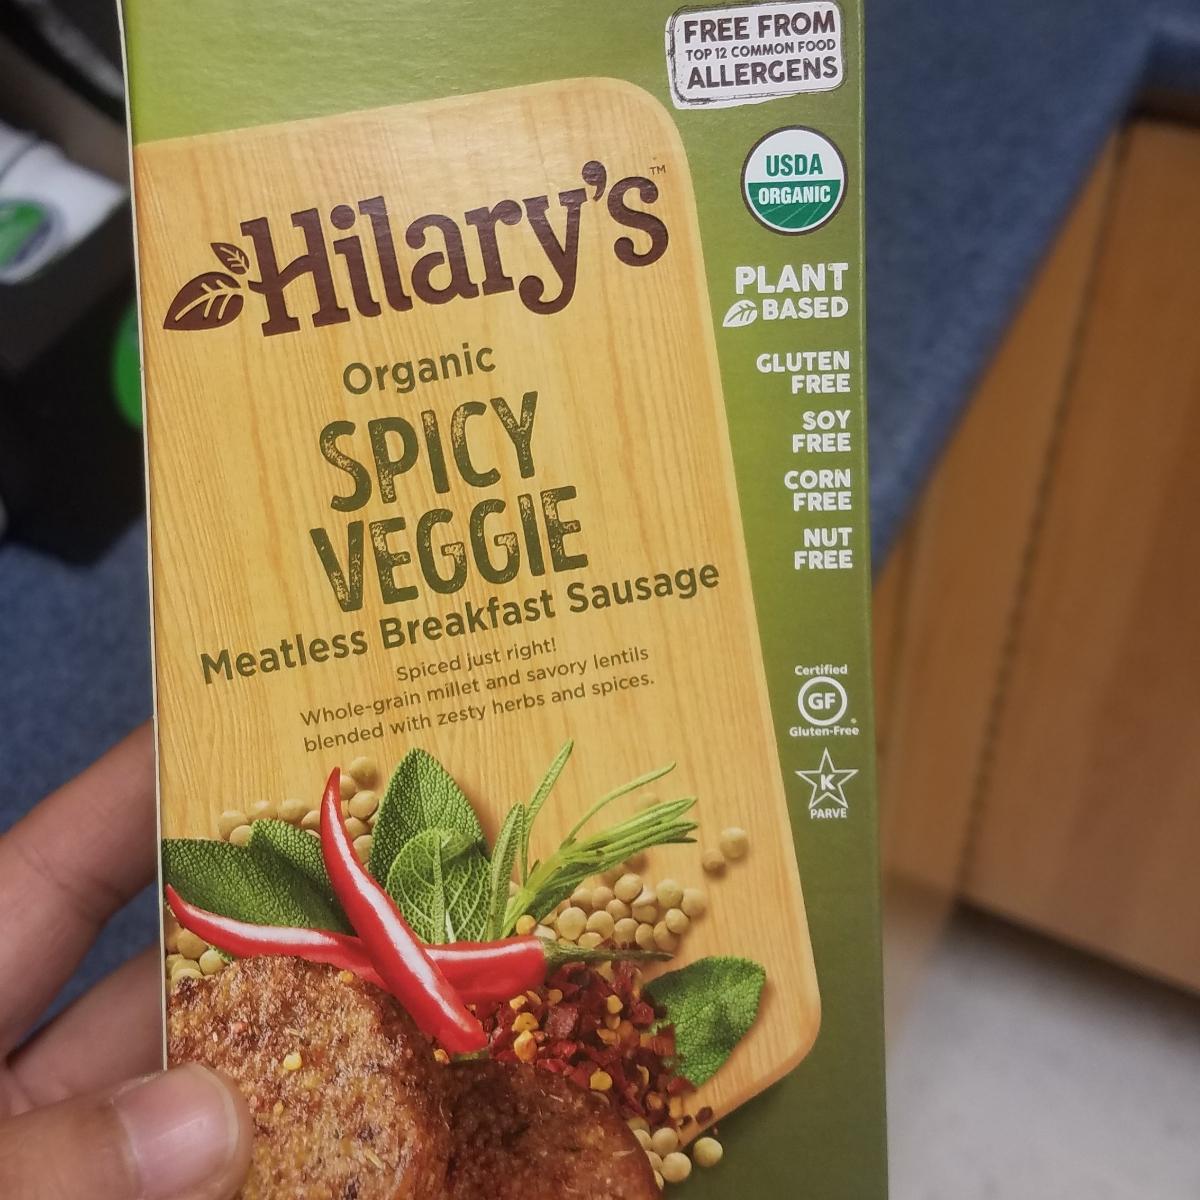 FREE FROM
TOP 12 COMMON FOOD
ALLERGENS
Hilary's™
USDA
ORGANIC
PLANT
BASED
Organic
SPICY
VEGGIE
Meatless Breakfast Sausage
Spiced just right!
Whole-grain millet and savory lentils
blended with zesty herbs and spices.
GLUTEN
FREE
SOY
FREE
CORN
FREE
NUT
FREE
Certified
GF
Gluten-Free®
K
PARVE